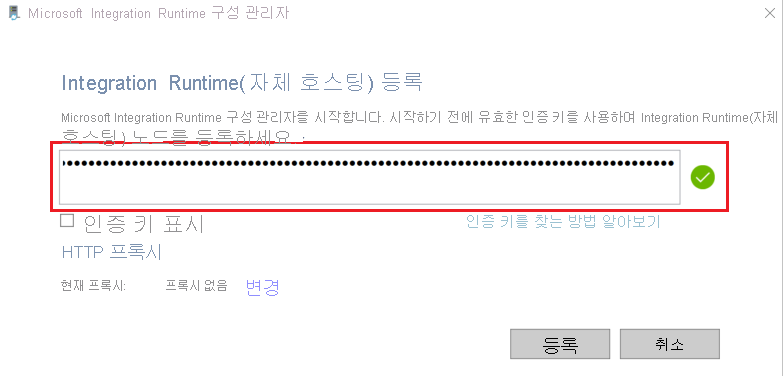 Microsoft Integration Runtime 구성 관리자
Integration Runtime(자체 호스팅) 등록
Microsoft Integration Runtime 구성 관리자를 시작합니다. 시작하기 전에 유효한 인증 키를 사용하여 Integration Runtime(자체
호스팅) 노드를 등록하세요.
인증 키 표시
인증 키를 찾는 방법 알아보기
HTTP 프록시
현재 프록시: 프록시 없음 변경
등록 취소